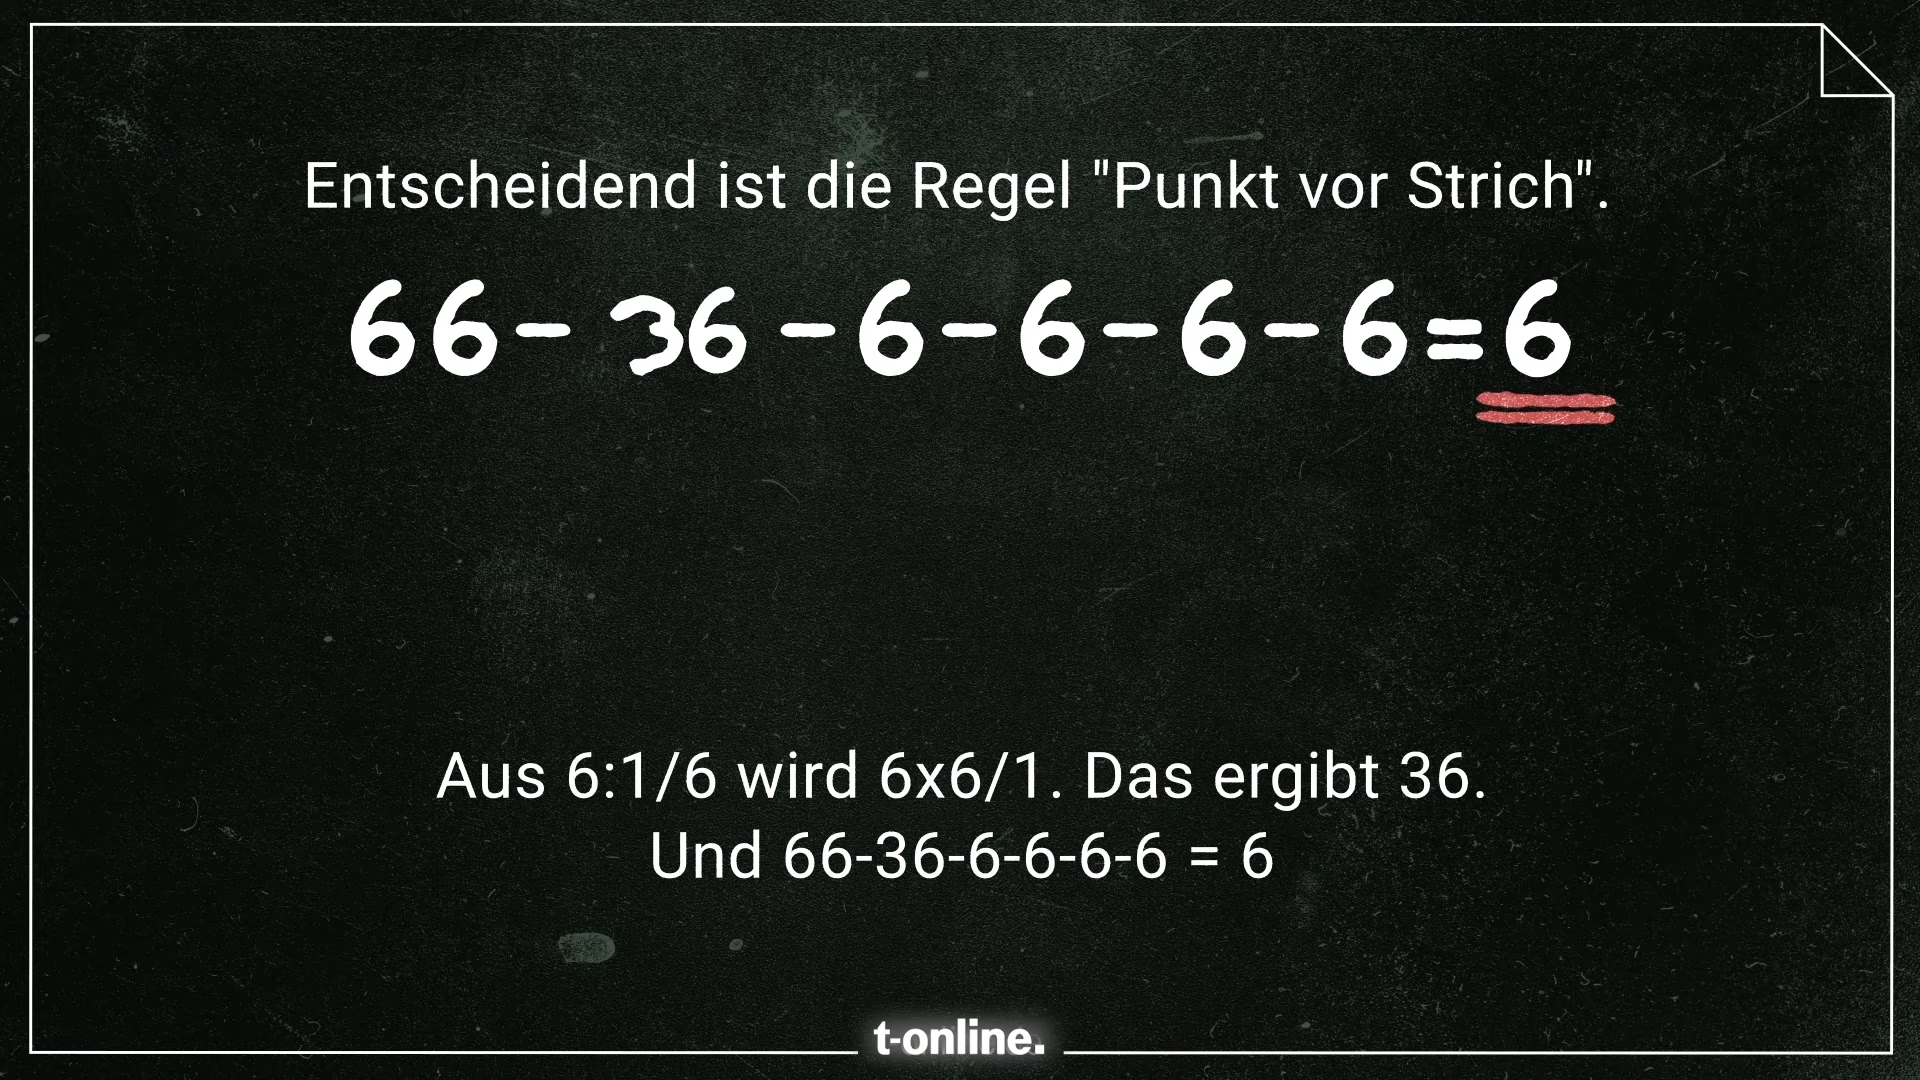 Entscheidend ist die Regel "Punkt vor Strich".
66- 36 -6-6-6-6=6
Aus 6:1/6 wird 6x6/1. Das ergibt 36.
Und 66-36-6-6-6-6 = 6
t-online.